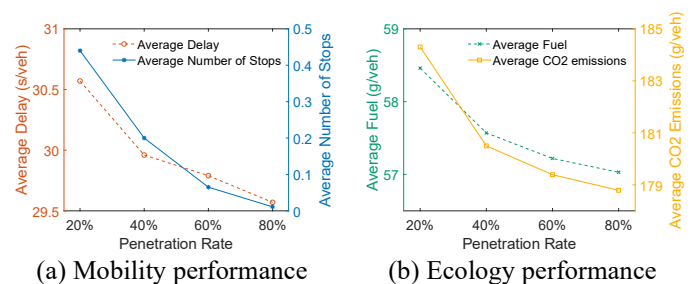 31
30.5
30
29.5
Average Delay (s/veh)
Average Delay
Average Number of Stops
0.5
0.4
0.3
0.2
0.1
0
Average Number of Stops
20%
40%
60%
80%
Penetration Rate
(a) Mobility performance
59
58
57
Average Fuel (g/veh)
Average Fuel
Average CO2 emissions
185
183
181
179
Average CO2 Emissions (g/veh)
20%
40%
60%
80%
Penetration Rate
(b) Ecology performance